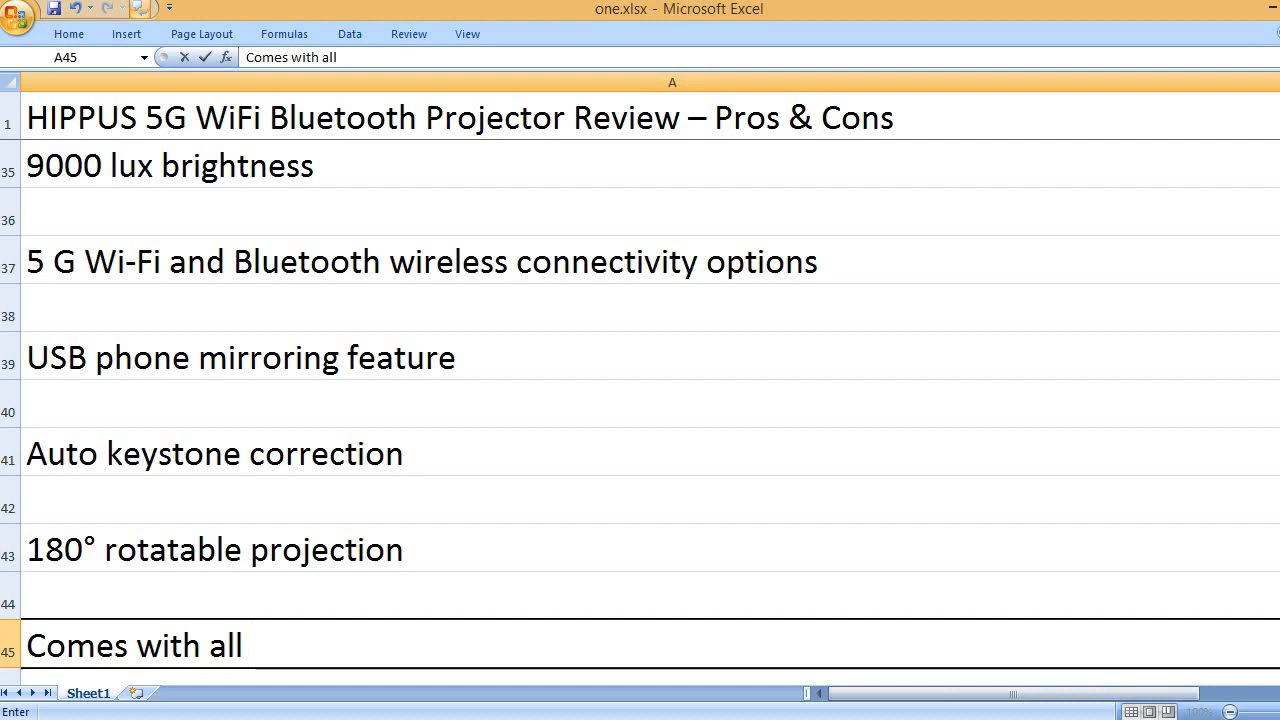 one.xlsx - Microsoft Excel
Home Insert Page Layout Formulas Data Review View
A45 fx Comes with all
A
1 HIPPUS 5G WiFi Bluetooth Projector Review – Pros & Cons
35 9000 lux brightness
36
37 5 G Wi-Fi and Bluetooth wireless connectivity options
38
39 USB phone mirroring feature
40
41 Auto keystone correction
42
43 180° rotatable projection
44
45 Comes with all
Sheet1
Enter 100%